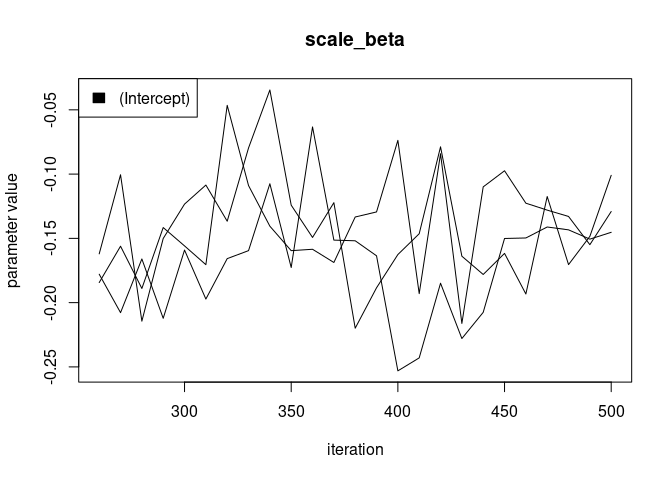 scale_beta
(Intercept)
parameter value
-0.05
-0.10
-0.15
-0.20
-0.25
300 350 400 450 500
iteration